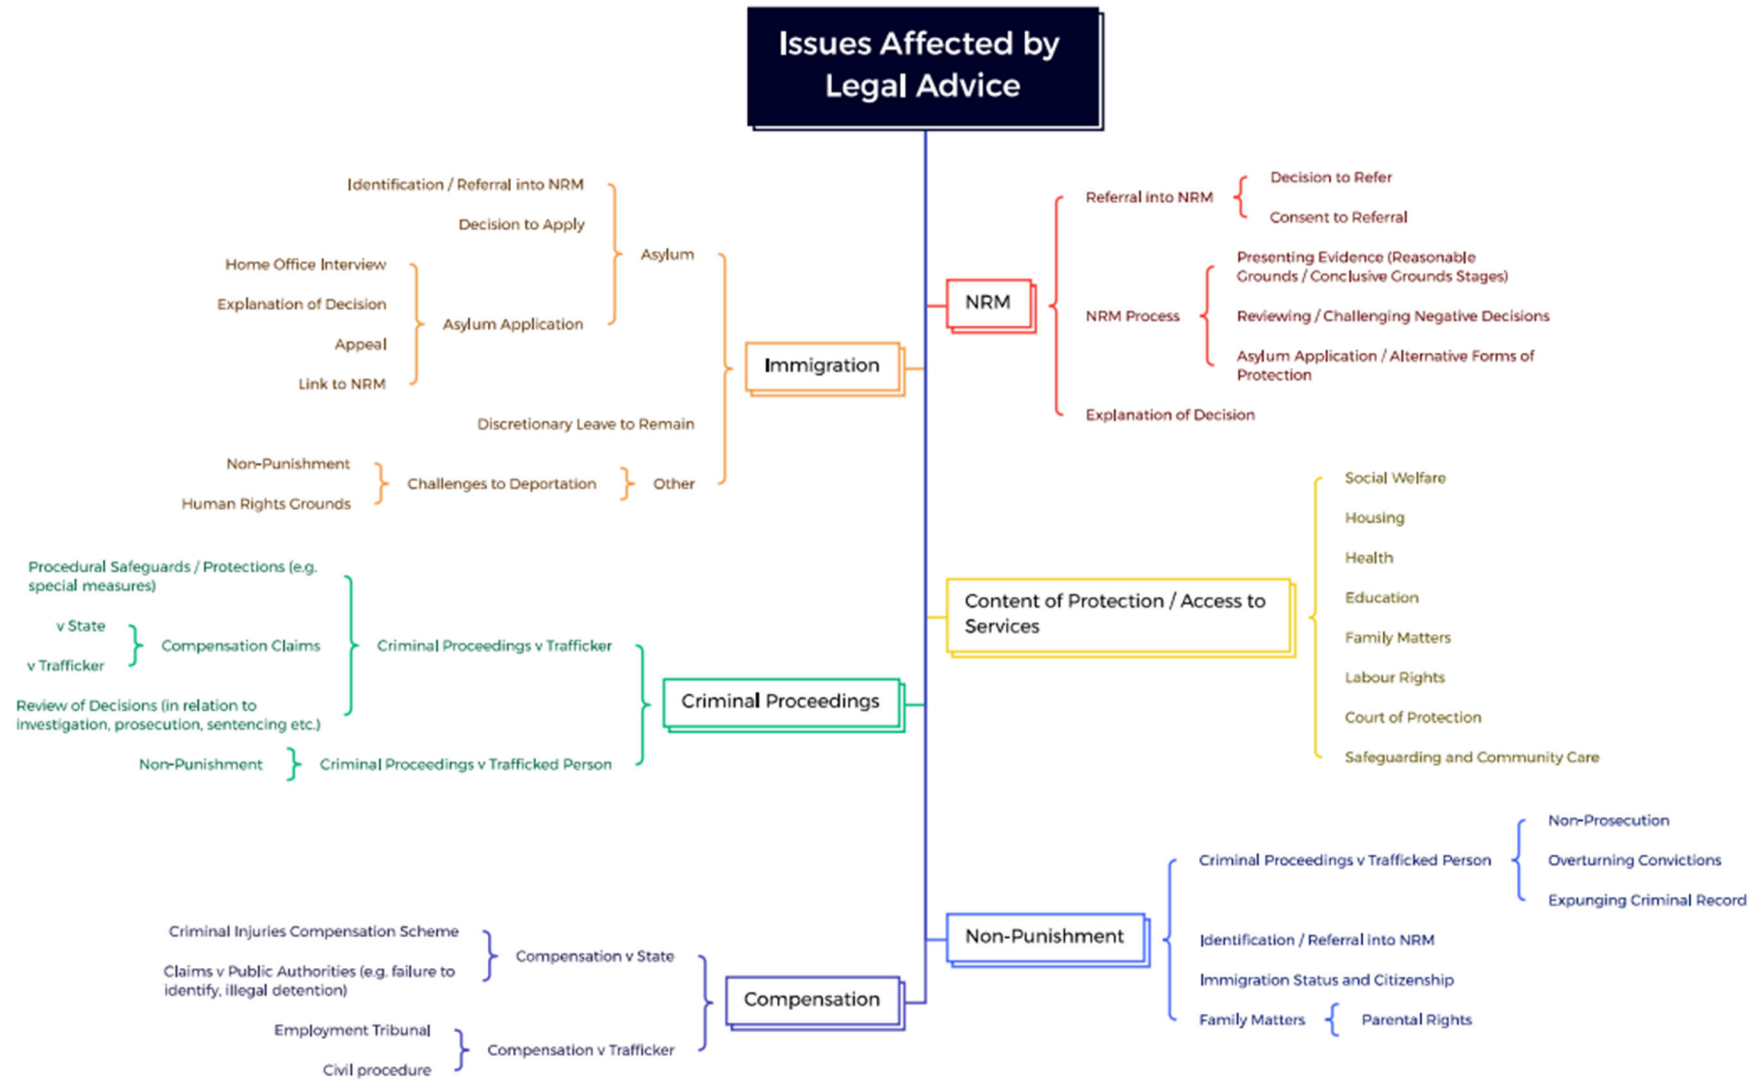 Issues Affected by
Legal Advice
Identification / Referral into NRM
Decision to Apply
Asylum
Home Office Interview
Explanation of Decision
Asylum Application
Appeal
Link to NRM
Immigration
Discretionary Leave to Remain
Non-Punishment
Challenges to Deportation
Other
Human Rights Grounds
Decision to Refer
Referral into NRM
Consent to Referral
NRM
Presenting Evidence (Reasonable
Grounds / Conclusive Grounds Stages)
NRM Process
Reviewing / Challenging Negative Decisions
Asylum Application / Alternative Forms of
Protection
Explanation of Decision
Procedural Safeguards / Protections (e.g.
special measures)
v State
Compensation Claims
Criminal Proceedings v Trafficker
v Trafficker
Review of Decisions (in relation to
investigation, prosecution, sentencing etc.)
Criminal Proceedings
Non-Punishment
Criminal Proceedings v Trafficked Person
Social Welfare
Housing
Health
Content of Protection / Access to
Services
Education
Family Matters
Labour Rights
Court of Protection
Safeguarding and Community Care
Criminal Injuries Compensation Scheme
Compensation v State
Claims v Public Authorities (e.g. failure to
identify, illegal detention)
Compensation
Employment Tribunal
Compensation v Trafficker
Civil procedure
Non-Prosecution
Criminal Proceedings v Trafficked Person
Overturning Convictions
Expunging Criminal Record
Non-Punishment
Identification / Referral into NRM
Immigration Status and Citizenship
Family Matters
Parental Rights